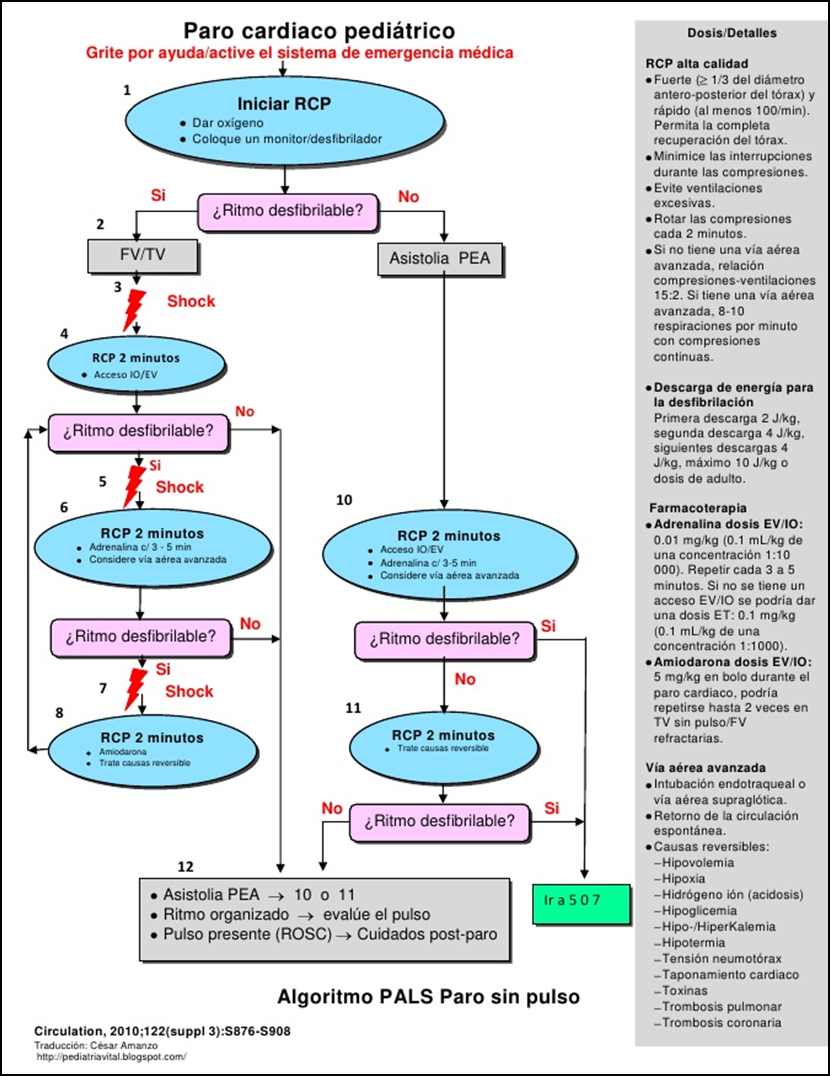 Paro cardiaco pediátrico
Grite por ayuda/active el sistema de emergencia médica
1
Iniciar RCP
• Dar oxígeno
• Coloque un monitor/desfibrilador
¿Ritmo desfibrilable?
Si
No
2
FV/TV
Asistolia PEA
3
Shock
4
RCP 2 minutos
• Acceso IO/EV
¿Ritmo desfibrilable?
No
Si
5
Shock
6
RCP 2 minutos
• Adrenalina c/ 3 - 5 min
• Considere vía aérea avanzada
¿Ritmo desfibrilable?
No
Si
7
Shock
8
RCP 2 minutos
• Amiodarona
• Trate causas reversible
10
RCP 2 minutos
• Acceso IO/EV
• Adrenalina c/ 3-5 min
• Considere vía aérea avanzada
¿Ritmo desfibrilable?
Si
No
11
RCP 2 minutos
• Trate causas reversible
¿Ritmo desfibrilable?
No
Si
12
• Asistolia PEA → 10 o 11
• Ritmo organizado → evalúe el pulso
• Pulso presente (ROSC) → Cuidados post-paro
Ir a 5 0 7
Algoritmo PALS Paro sin pulso
Circulation, 2010;122(suppl 3):S876-S908
Traducción: César Amanzo
http://pediatriavital.blogspot.com/
Dosis/Detalles
RCP alta calidad
• Fuerte (≥ 1/3 del diámetro
antero-posterior del tórax) y
rápido (al menos 100/min).
Permita la completa
recuperación del tórax.
• Minimice las interrupciones
durante las compresiones.
• Evite ventilaciones
excesivas.
• Rotar las compresiones
cada 2 minutos.
• Si no tiene una vía aérea
avanzada, relación
compresiones-ventilaciones
15:2. Si tiene una vía aérea
avanzada, 8-10
respiraciones por minuto
con compresiones
continuas.
• Descarga de energía para
la desfibrilación
Primera descarga 2 J/kg,
segunda descarga 4 J/kg,
siguientes descargas 4
J/kg, máximo 10 J/kg o
dosis de adulto.
Farmacoterapia
• Adrenalina dosis EV/IO:
0.01 mg/kg (0.1 mL/kg de
una concentración 1:10
000). Repetir cada 3 a 5
minutos. Si no se tiene un
acceso EV/IO se podría dar
una dosis ET: 0.1 mg/kg
(0.1 mL/kg de una
concentración 1:1000).
• Amiodarona dosis EV/IO:
5 mg/kg en bolo durante el
paro cardiaco, podría
repetirse hasta 2 veces en
TV sin pulso/FV
refractarias.
Vía aérea avanzada
• Intubación endotraqueal o
vía aérea supraglótica.
• Retorno de la circulación
espontánea.
• Causas reversibles:
– Hipovolemia
– Hipoxia
– Hidrógeno ión (acidosis)
– Hipoglicemia
– Hipo-/HiperKalemia
– Hipotermia
– Tensión neumotórax
– Taponamiento cardiaco
– Toxinas
– Trombosis pulmonar
– Trombosis coronaria